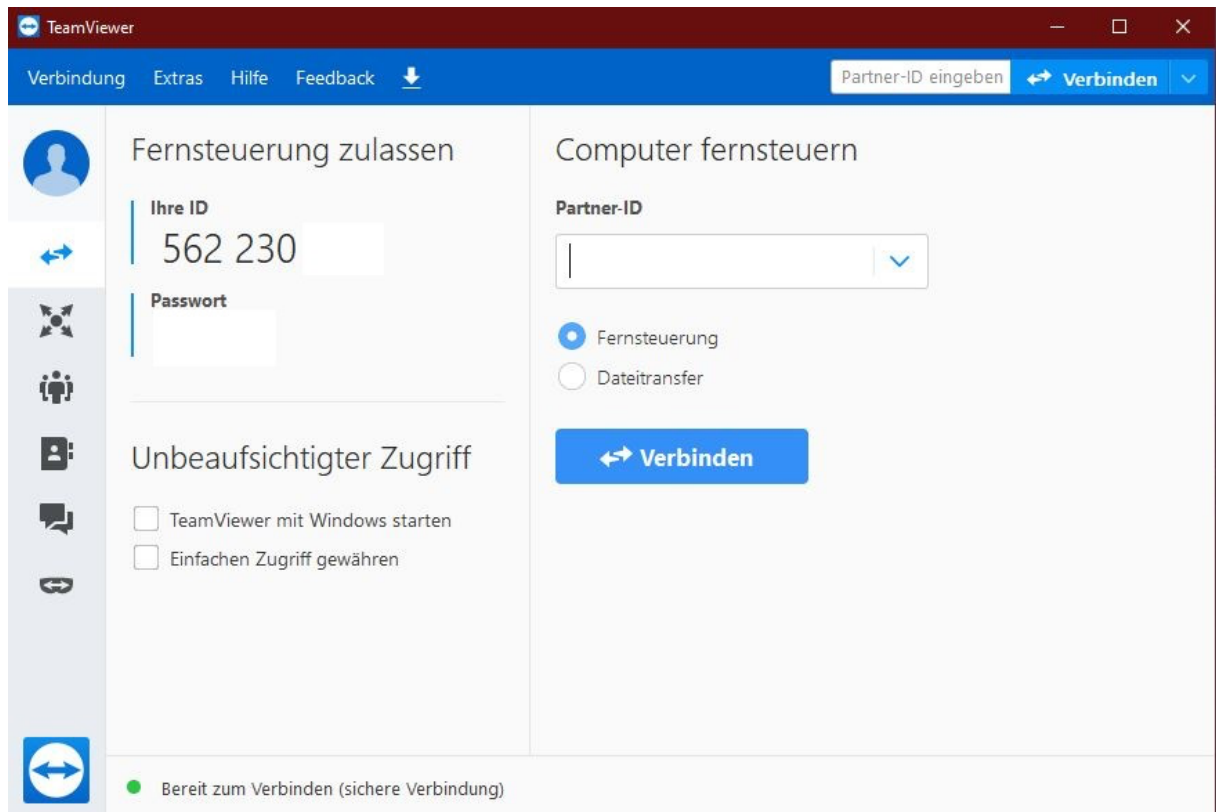 TeamViewer
Verbindung Extras Hilfe Feedback
Partner-ID eingeben Verbinden
Fernsteuerung zulassen
Ihre ID
562 230
Passwort
Unbeaufsichtigter Zugriff
TeamViewer mit Windows starten
Einfachen Zugriff gewähren
Computer fernsteuern
Partner-ID
Fernsteuerung
Dateitransfer
Verbinden
Bereit zum Verbinden (sichere Verbindung)